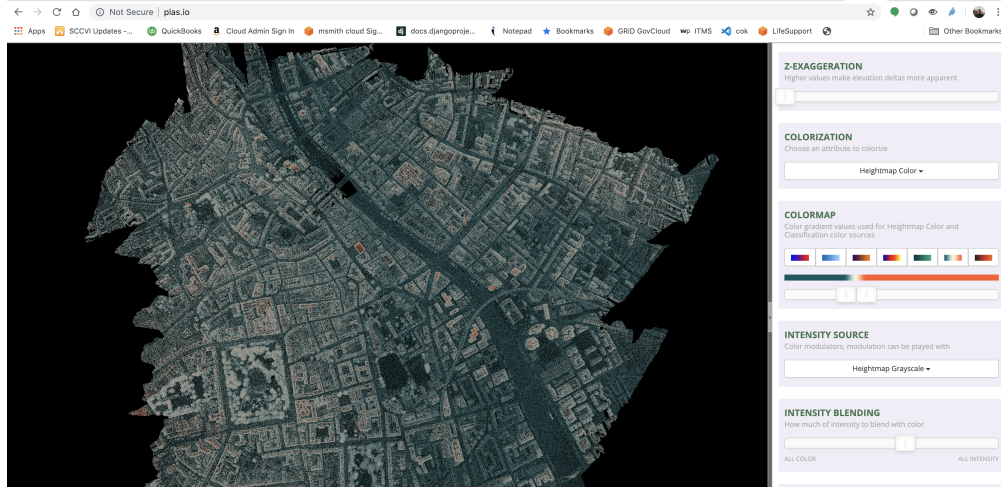 Not Secure | plas.io
Apps SCCVI Updates -... QuickBooks Cloud Admin Sign In msmith cloud Sig... docs.djangoproje... Notepad Bookmarks GRiD GovCloud ITMS cok LifeSupport Other Bookmarks
Z-EXAGGERATION
Higher values make elevation deltas more apparent
COLORIZATION
Choose an attribute to colorize
Heightmap Color
COLORMAP
Color gradient values used for Heightmap Color and
Classification color sources
INTENSITY SOURCE
Color modulators, modulation can be played with
Heightmap Grayscale
INTENSITY BLENDING
How much of intensity to blend with color
ALL COLOR ALL INTENSITY